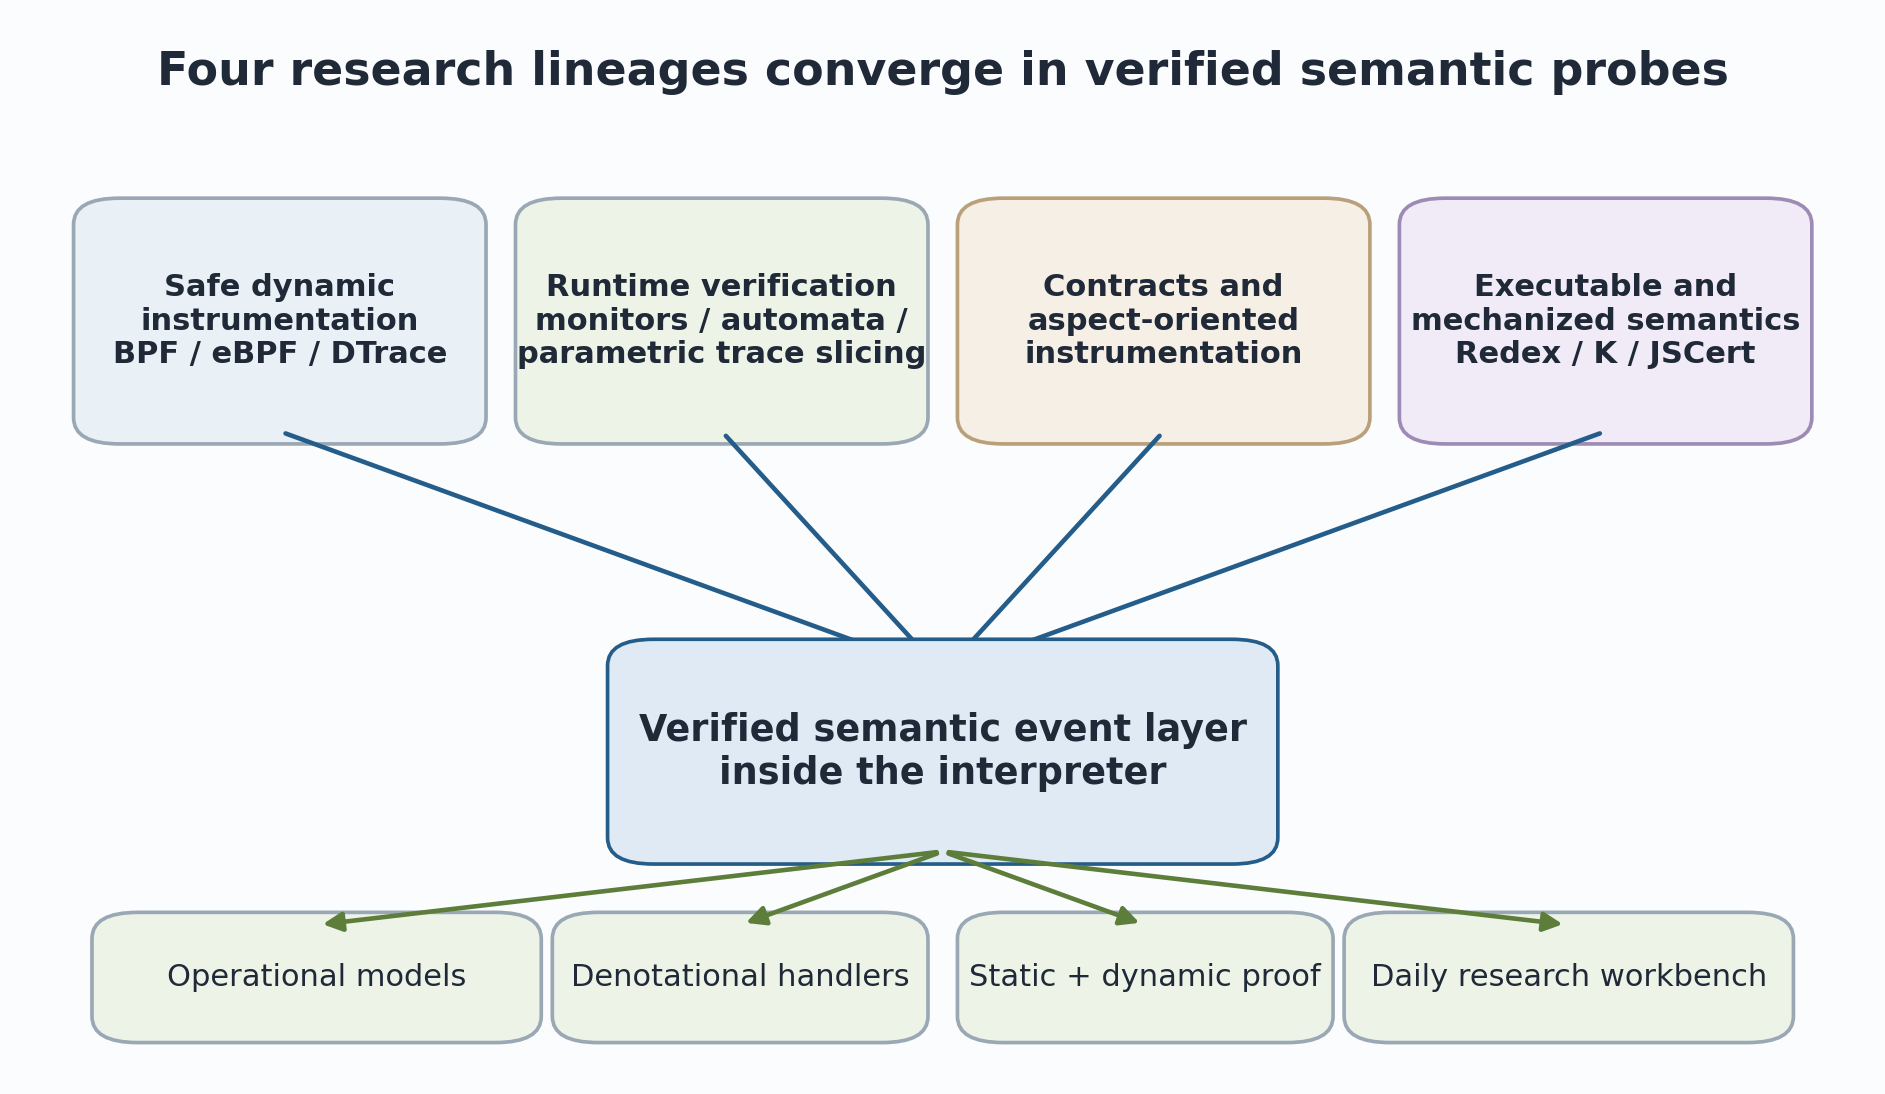 Four research lineages converge in verified semantic probes
Safe dynamic
instrumentation
BPF / eBPF / DTrace
Runtime verification
monitors / automata /
parametric trace slicing
Contracts and
aspect-oriented
instrumentation
Executable and
mechanized semantics
Redex / K / JSCert
Verified semantic event layer
inside the interpreter
Operational models
Denotational handlers
Static + dynamic proof
Daily research workbench